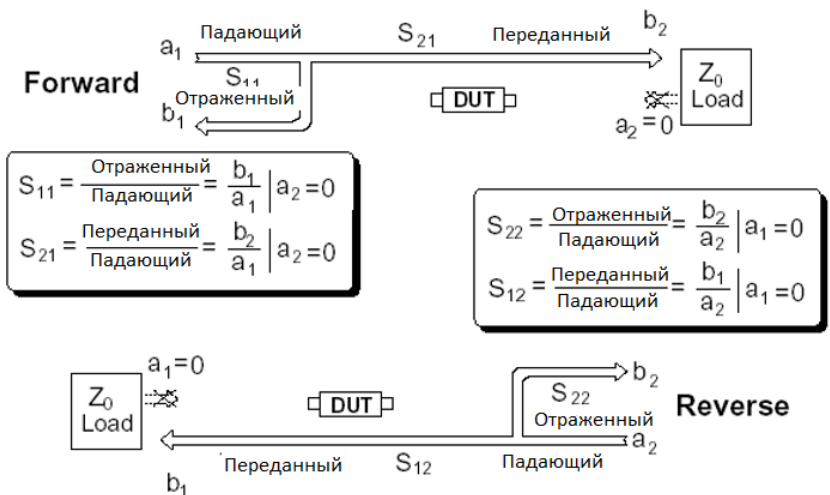 a₁ Падающий S₂₁ Переданный b₂
Forward S₁₁ Z₀
Отраженный DUT Load
b₁ a₂=0
S₁₁ = Отраженный / Падающий = b₁ / a₁ | a₂=0
S₂₁ = Переданный / Падающий = b₂ / a₁ | a₂=0
S₂₂ = Отраженный / Падающий = b₂ / a₂ | a₁=0
S₁₂ = Переданный / Падающий = b₁ / a₂ | a₁=0
a₁=0 b₂
Z₀ DUT S₂₂ Reverse
Load Отраженный
a₂
Переданный S₁₂ Падающий
b₁